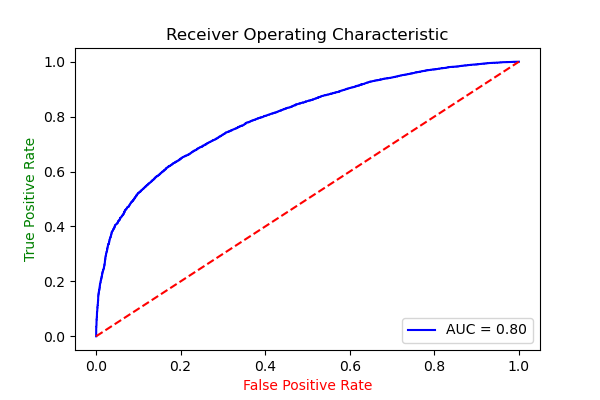 Receiver Operating Characteristic
True Positive Rate
1.0
0.8
0.6
0.4
0.2
0.0
AUC = 0.80
0.0 0.2 0.4 0.6 0.8 1.0
False Positive Rate